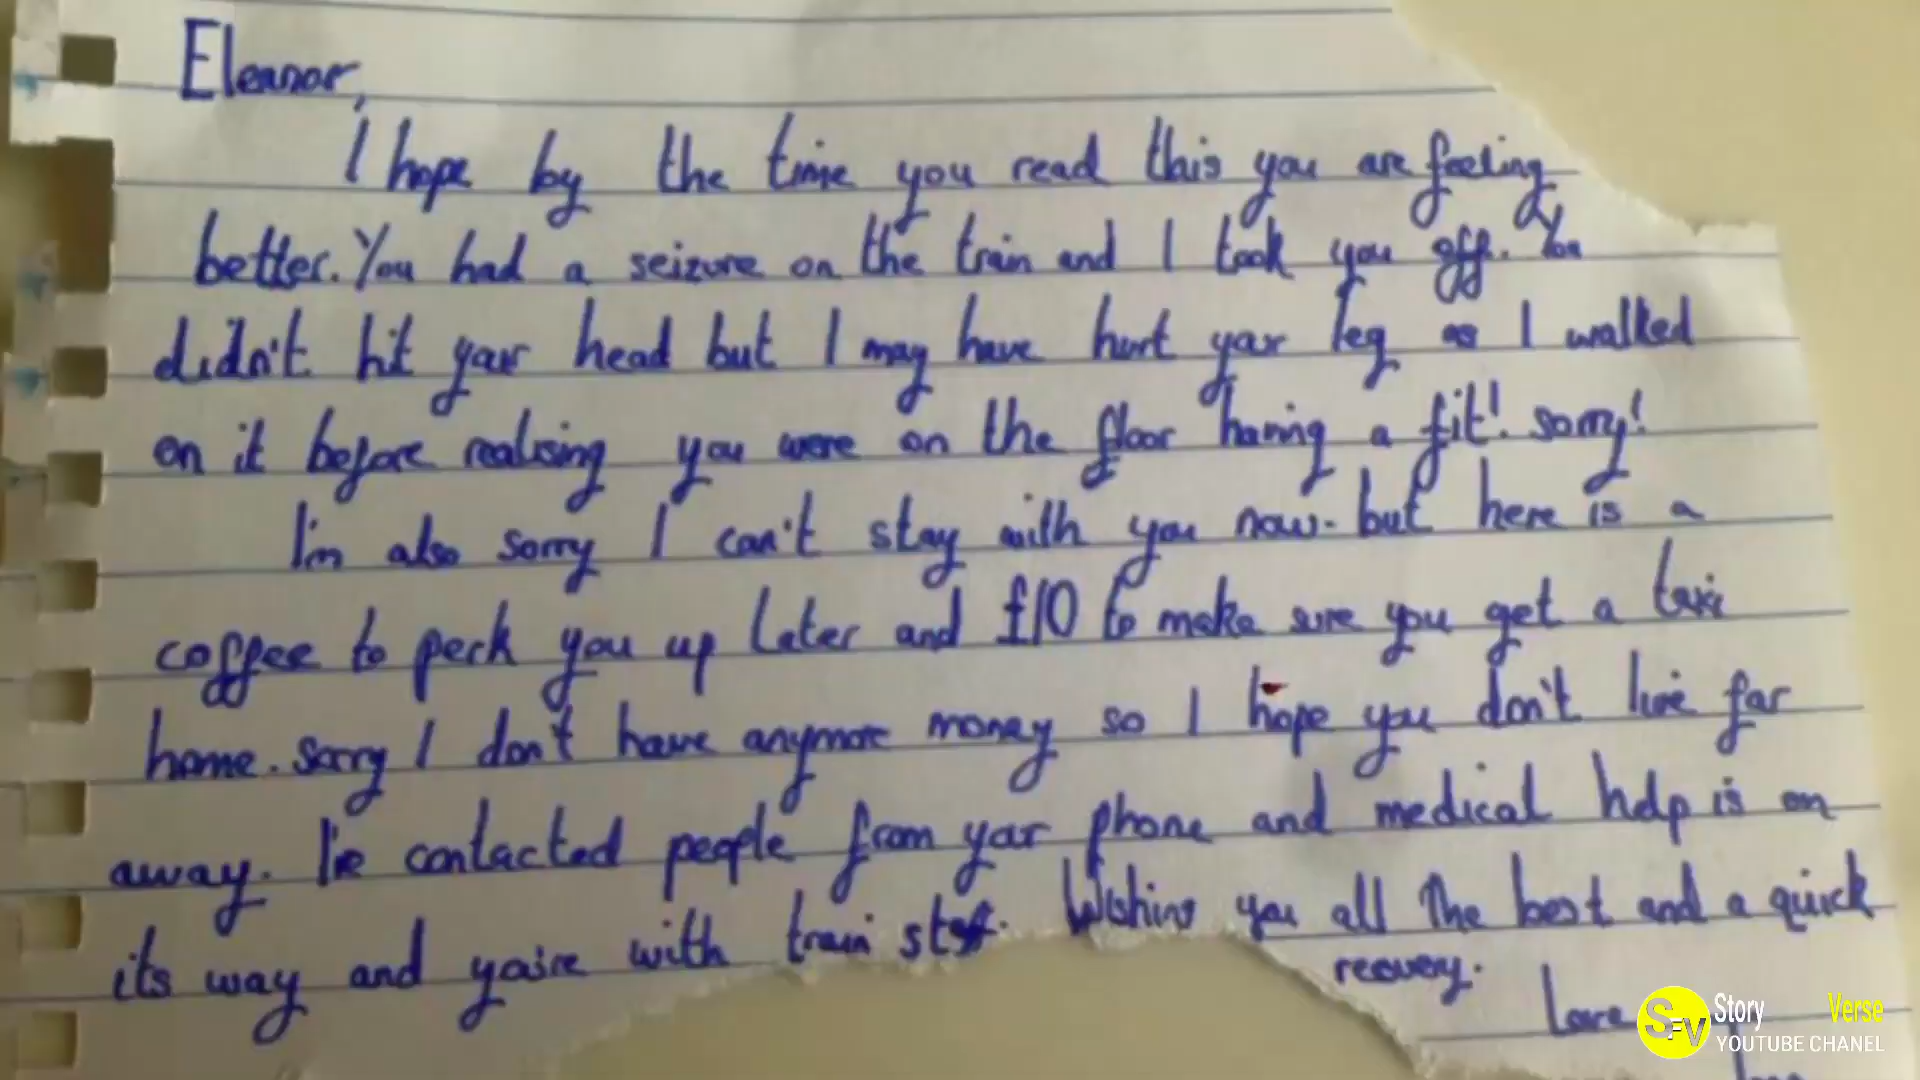 Eleanor,
I hope by the time you read this you are feeling
better. You had a seizure on the train and I took you off. You
didn't hit your head but I may have hurt your leg as I walked
on it before realising you were on the floor having a fit! sorry!
I'm also sorry I can't stay with you now. but here is a
coffee to perk you up later and £10 to make sure you get a taxi
home. Sorry I don't have anymore money so I hope you don't live far
away. I've contacted people from your phone and medical help is on
its way and you're with train staff. Wishing you all the best and a quick
recovery.
Love
Story Verse
SFV
YOUTUBE CHANEL